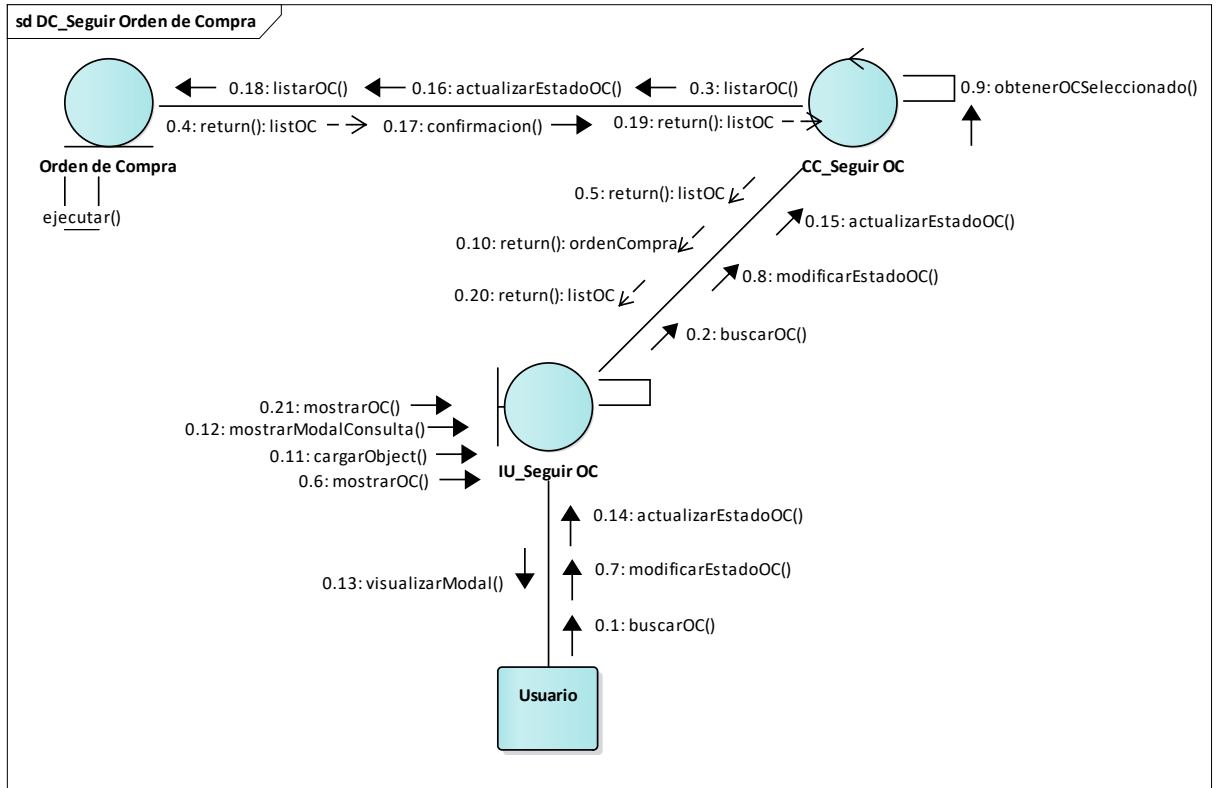 sd DC_Seguir Orden de Compra
0.18: listarOC()
0.16: actualizarEstadoOC()
0.3: listarOC()
0.9: obtenerOCSeleccionado()
0.4: return(): listOC
0.17: confirmacion()
0.19: return(): listOC
Orden de Compra
CC_Seguir OC
ejecutar()
0.5: return(): listOC
0.15: actualizarEstadoOC()
0.10: return(): ordenCompra
0.8: modificarEstadoOC()
0.20: return(): listOC
0.2: buscarOC()
0.21: mostrarOC()
0.12: mostrarModalConsulta()
0.11: cargarObject()
0.6: mostrarOC()
IU_Seguir OC
0.14: actualizarEstadoOC()
0.13: visualizarModal()
0.7: modificarEstadoOC()
0.1: buscarOC()
Usuario